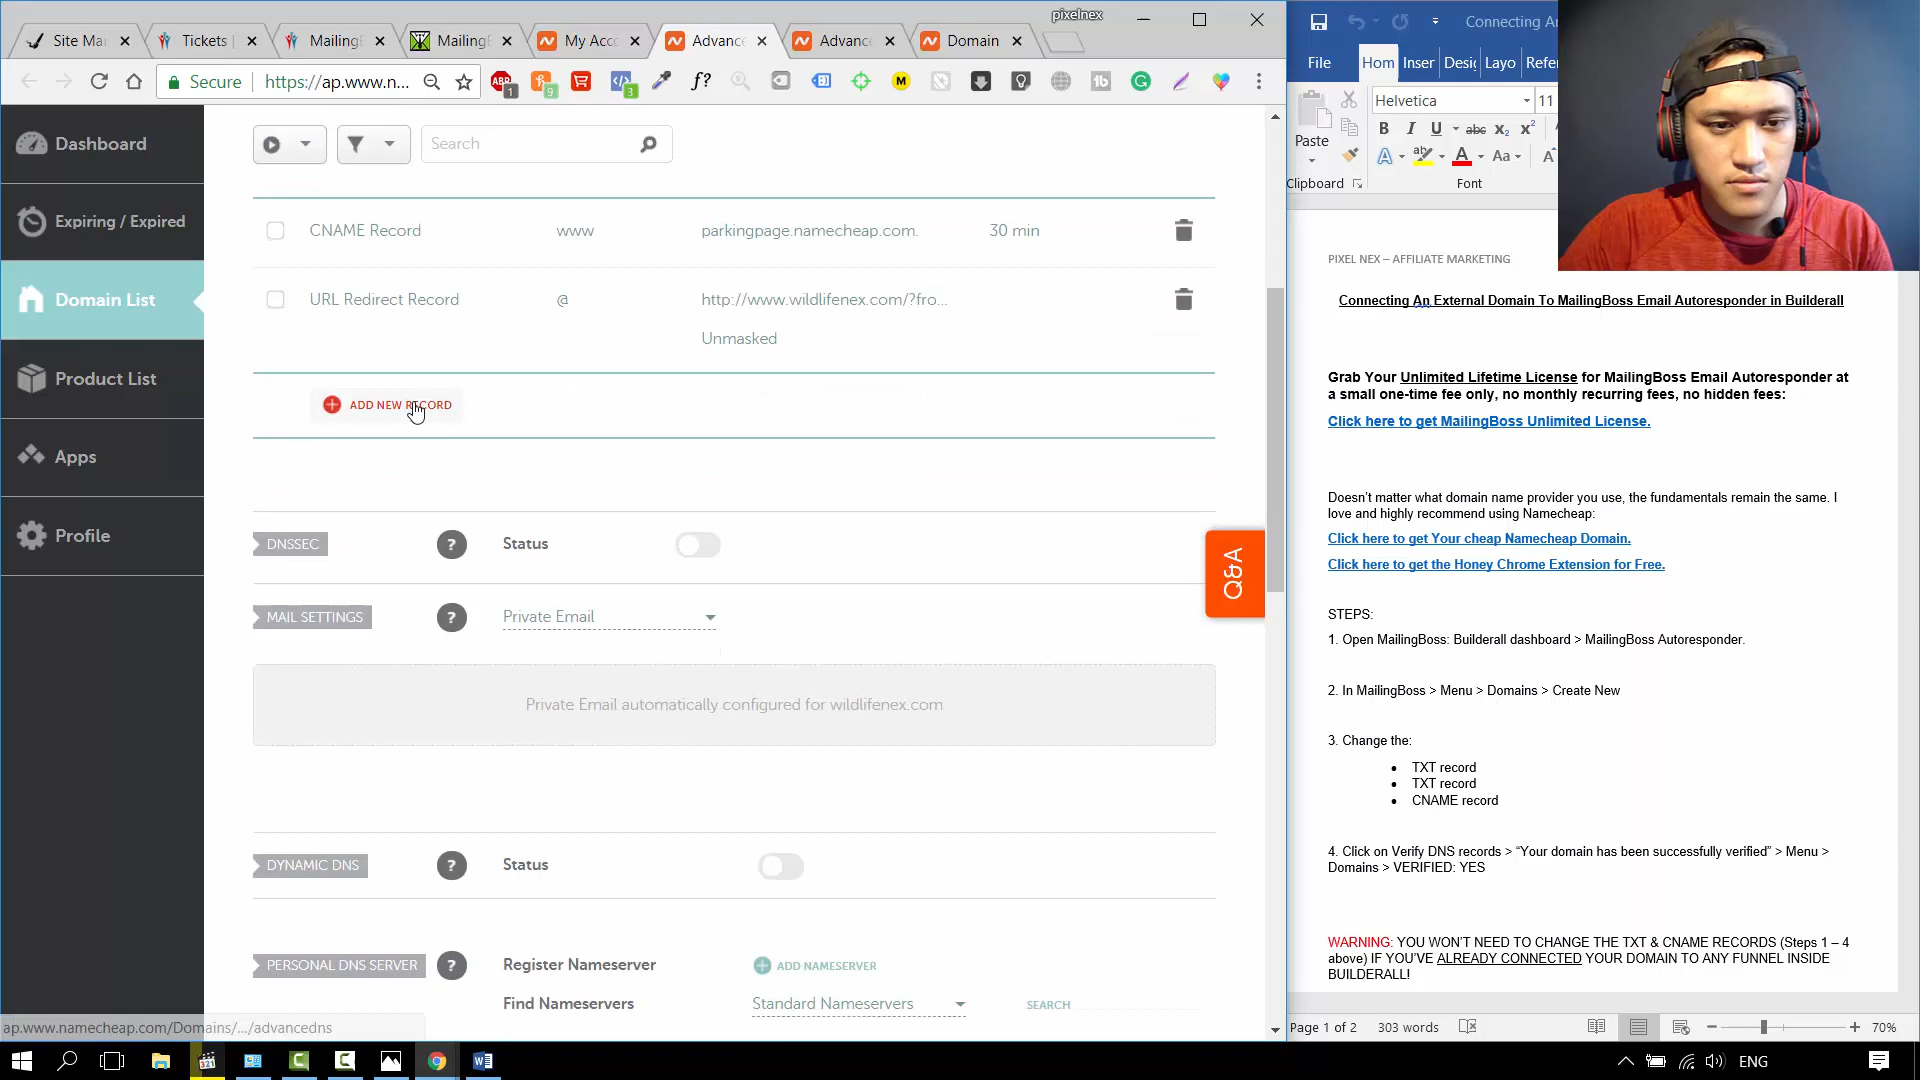 pixelnex
Site Mai
Tickets |
MailingB
MailingB
My Acco
Advance
Advance
Domain
Connecting An
Secure
https://ap.www.n...
File
Hom
Inser
Desig
Layo
Refer
Helvetica
11
Paste
Clipboard
Font
Dashboard
Expiring / Expired
Domain List
Product List
Apps
Profile
Search
CNAME Record www parkingpage.namecheap.com. 30 min
URL Redirect Record @ http://www.wildlifenex.com/?fro...
Unmasked
ADD NEW RECORD
DNSSEC ? Status
MAIL SETTINGS ? Private Email
Private Email automatically configured for wildlifenex.com
DYNAMIC DNS ? Status
PERSONAL DNS SERVER ? Register Nameserver ADD NAMESERVER
Find Nameservers Standard Nameservers SEARCH
Q&A
ap.www.namecheap.com/Domains/.../advancedns
PIXEL NEX – AFFILIATE MARKETING
Connecting An External Domain To MailingBoss Email Autoresponder in Builderall
Grab Your Unlimited Lifetime License for MailingBoss Email Autoresponder at
a small one-time fee only, no monthly recurring fees, no hidden fees:
Click here to get MailingBoss Unlimited License.
Doesn't matter what domain name provider you use, the fundamentals remain the same. I
love and highly recommend using Namecheap:
Click here to get Your cheap Namecheap Domain.
Click here to get the Honey Chrome Extension for Free.
STEPS:
1. Open MailingBoss: Builderall dashboard > MailingBoss Autoresponder.
2. In MailingBoss > Menu > Domains > Create New
3. Change the:
• TXT record
• TXT record
• CNAME record
4. Click on Verify DNS records > “Your domain has been successfully verified” > Menu >
Domains > VERIFIED: YES
WARNING: YOU WON'T NEED TO CHANGE THE TXT & CNAME RECORDS (Steps 1 – 4
above) IF YOU'VE ALREADY CONNECTED YOUR DOMAIN TO ANY FUNNEL INSIDE
BUILDERALL!
Page 1 of 2 303 words 70%
ENG